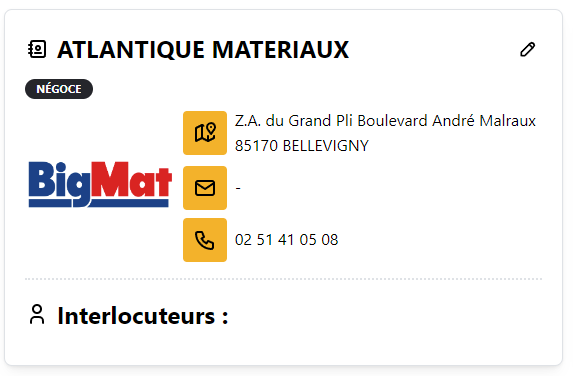 ATLANTIQUE MATERIAUX
NÉGOCE
BigMat
Z.A. du Grand Pli Boulevard André Malraux
85170 BELLEVIGNY
-
02 51 41 05 08
Interlocuteurs :